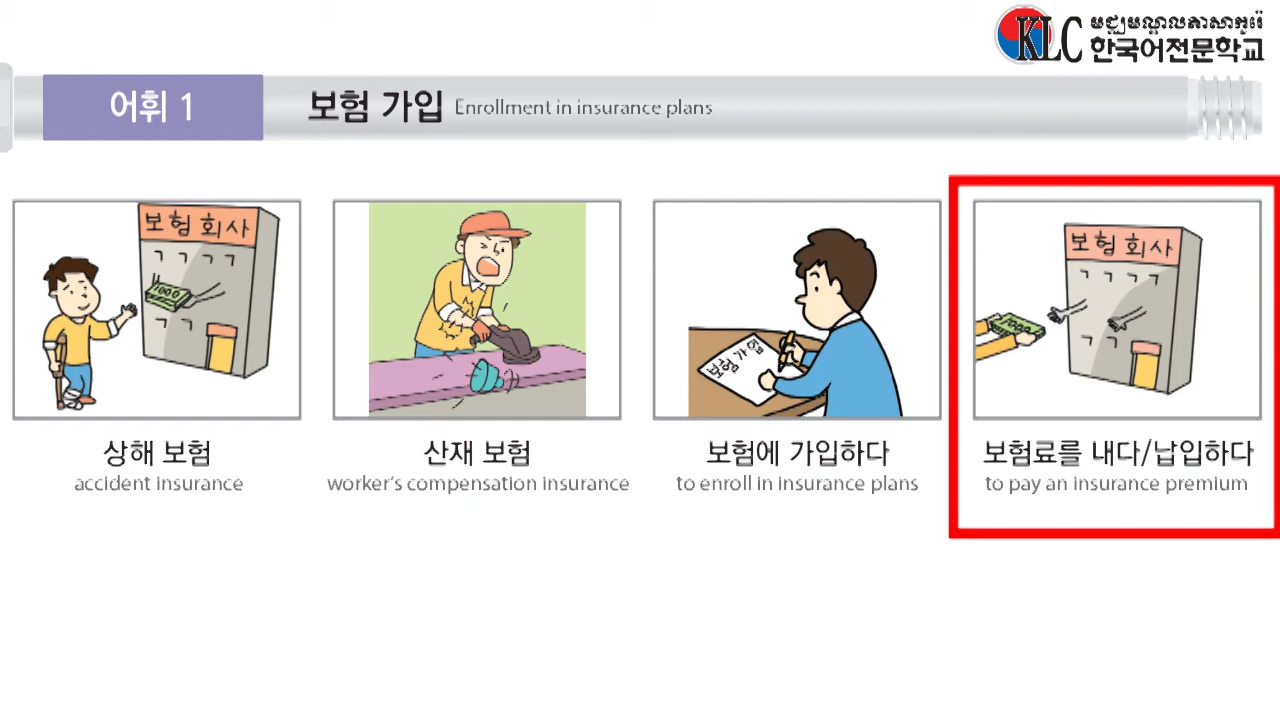 KLC
មជ្ឈមណ្ឌលភាសាកូរ៉េ
한국어전문학교
어휘 1
보험 가입 Enrollment in insurance plans
보험 회사
1000
보험 가입
보험 회사
1000
상해 보험
accident insurance
산재 보험
worker's compensation insurance
보험에 가입하다
to enroll in insurance plans
보험료를 내다/납입하다
to pay an insurance premium